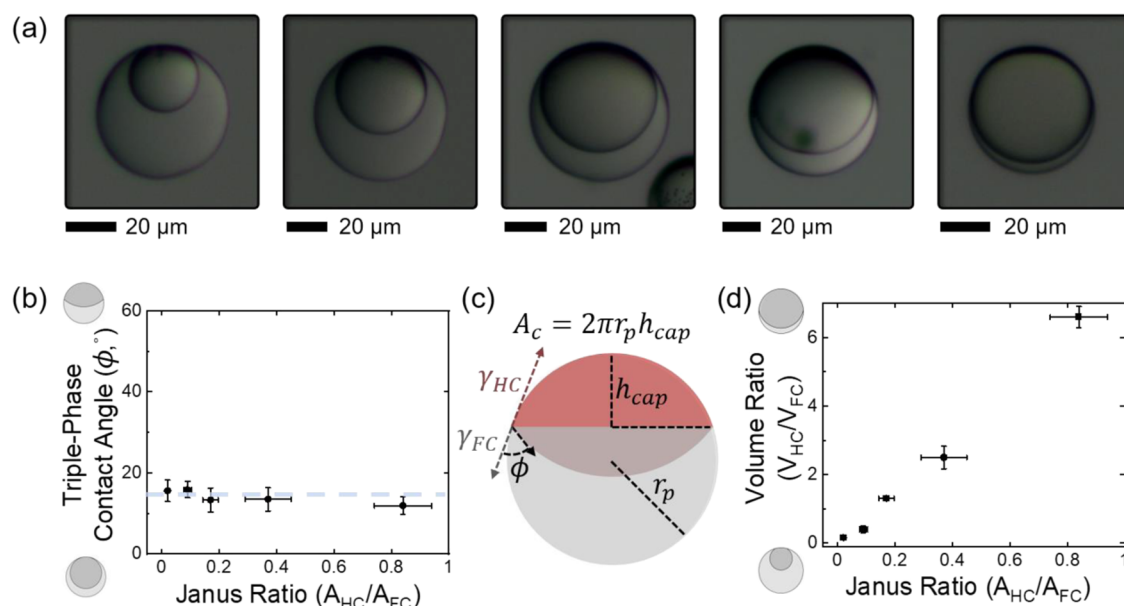 (a)
20 μm 20 μm 20 μm 20 μm 20 μm
(b)
Triple-Phase
Contact Angle (ϕ,°)
60
40
20
0
0 0.2 0.4 0.6 0.8 1
Janus Ratio (A_HC/A_FC)
(c)
A_c = 2πr_p h_cap
γ_HC
h_cap
γ_FC
ϕ
r_p
(d)
Volume Ratio
(V_HC/V_FC)
6
4
2
0
0 0.2 0.4 0.6 0.8 1
Janus Ratio (A_HC/A_FC)